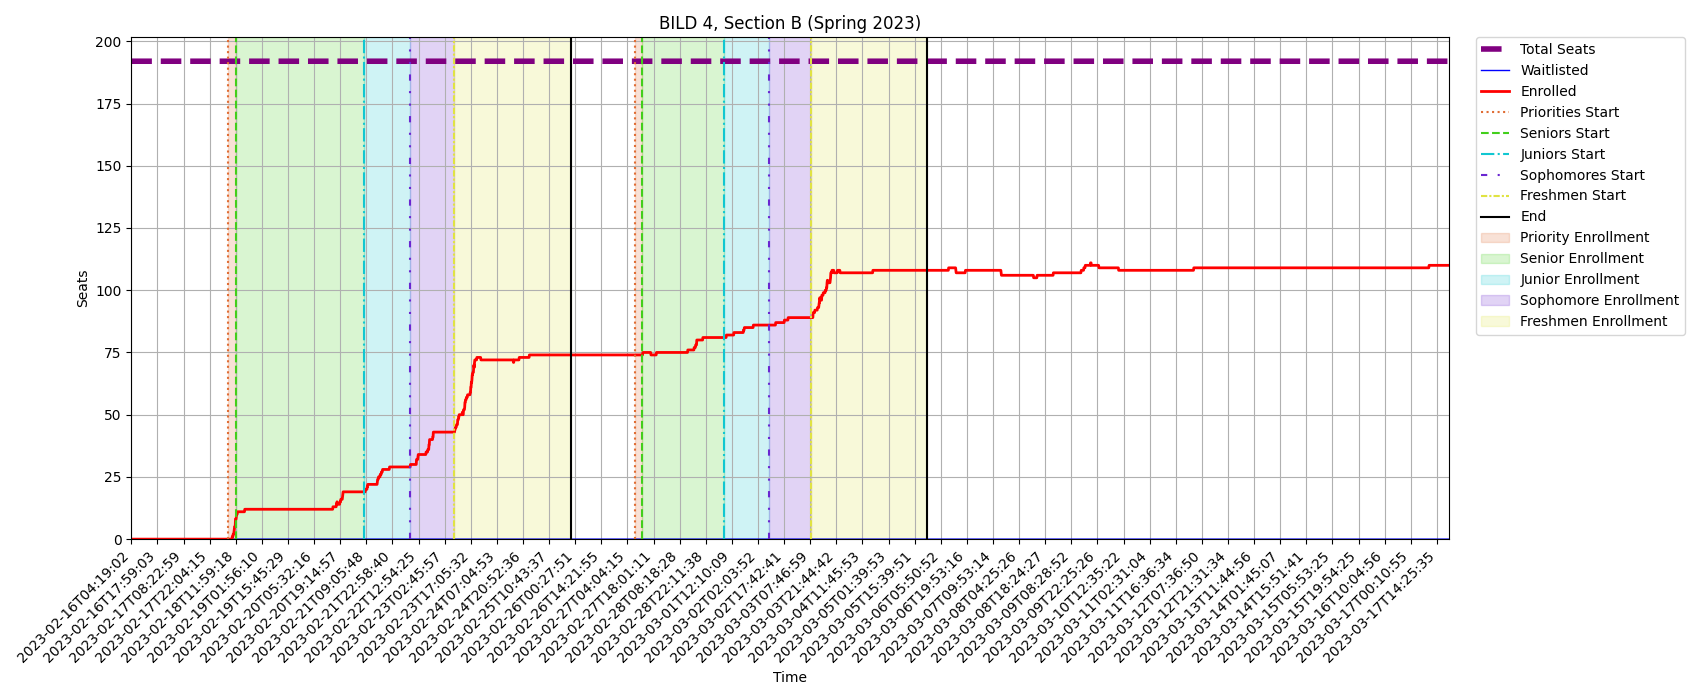 BILD 4, Section B (Spring 2023)
200
175
150
125
100
75
50
25
0
Seats
2023-02-16T04:19:02
2023-02-16T17:59:03
2023-02-17T08:22:59
2023-02-17T22:04:15
2023-02-18T11:59:18
2023-02-19T01:56:16
2023-02-19T15:45:29
2023-02-20T05:32:16
2023-02-20T19:14:57
2023-02-21T09:05:48
2023-02-21T22:58:40
2023-02-22T12:54:25
2023-02-23T02:45:57
2023-02-23T17:05:32
2023-02-24T07:04:53
2023-02-24T20:52:36
2023-02-25T10:43:37
2023-02-26T00:27:51
2023-02-26T14:21:55
2023-02-27T04:04:15
2023-02-27T18:01:11
2023-02-28T08:18:28
2023-02-28T22:11:38
2023-03-01T12:10:09
2023-03-02T02:03:52
2023-03-02T17:42:41
2023-03-03T07:46:59
2023-03-03T21:44:42
2023-03-04T11:45:53
2023-03-05T01:39:53
2023-03-05T15:39:51
2023-03-06T05:50:52
2023-03-06T19:53:16
2023-03-07T09:53:14
2023-03-08T04:25:26
2023-03-08T18:24:27
2023-03-09T08:28:52
2023-03-09T22:25:26
2023-03-10T12:35:22
2023-03-11T02:31:04
2023-03-11T16:36:34
2023-03-12T07:36:50
2023-03-12T21:31:34
2023-03-13T11:44:56
2023-03-14T01:45:07
2023-03-14T15:51:41
2023-03-15T05:53:25
2023-03-15T19:54:25
2023-03-16T10:04:56
2023-03-17T00:10:55
2023-03-17T14:25:35
Time
Total Seats
Waitlisted
Enrolled
Priorities Start
Seniors Start
Juniors Start
Sophomores Start
Freshmen Start
End
Priority Enrollment
Senior Enrollment
Junior Enrollment
Sophomore Enrollment
Freshmen Enrollment